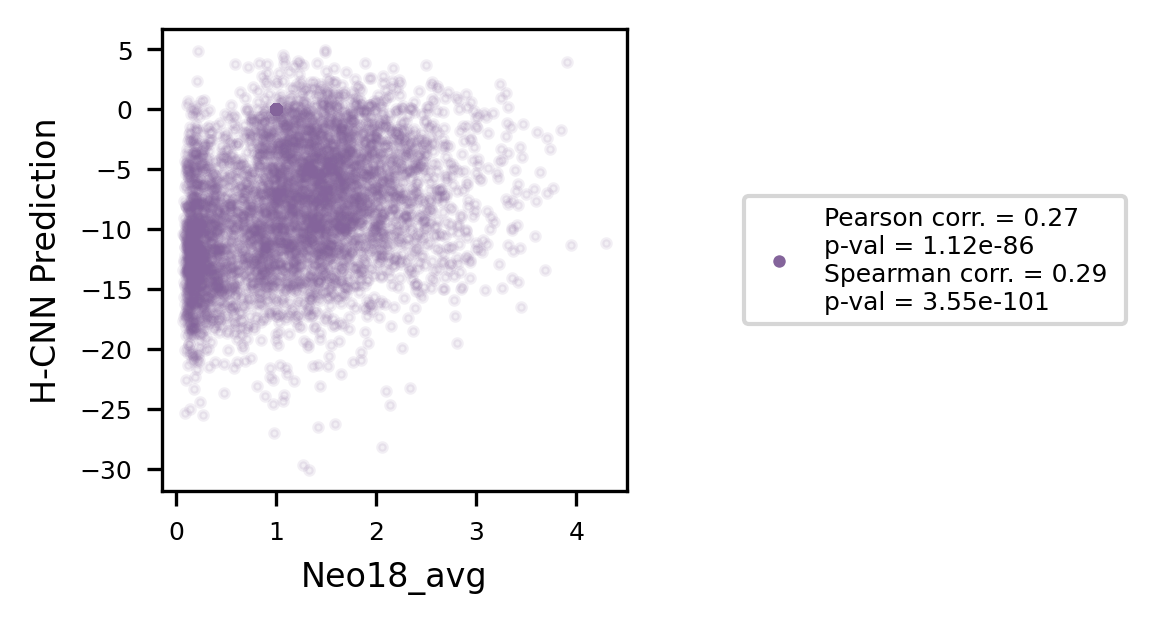 5
0
−5
−10
−15
−20
−25
−30
H-CNN Prediction
0 1 2 3 4
Neo18_avg
Pearson corr. = 0.27
p-val = 1.12e-86
Spearman corr. = 0.29
p-val = 3.55e-101